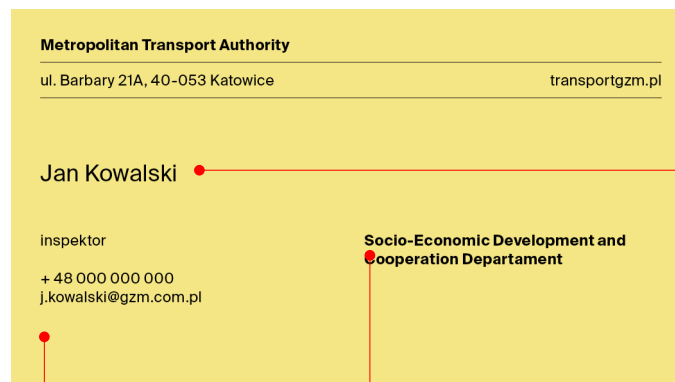 Metropolitan Transport Authority
ul. Barbary 21A, 40-053 Katowice transportgzm.pl
Jan Kowalski
inspektor
+ 48 000 000 000
j.kowalski@gzm.com.pl
Socio-Economic Development and
Cooperation Departament